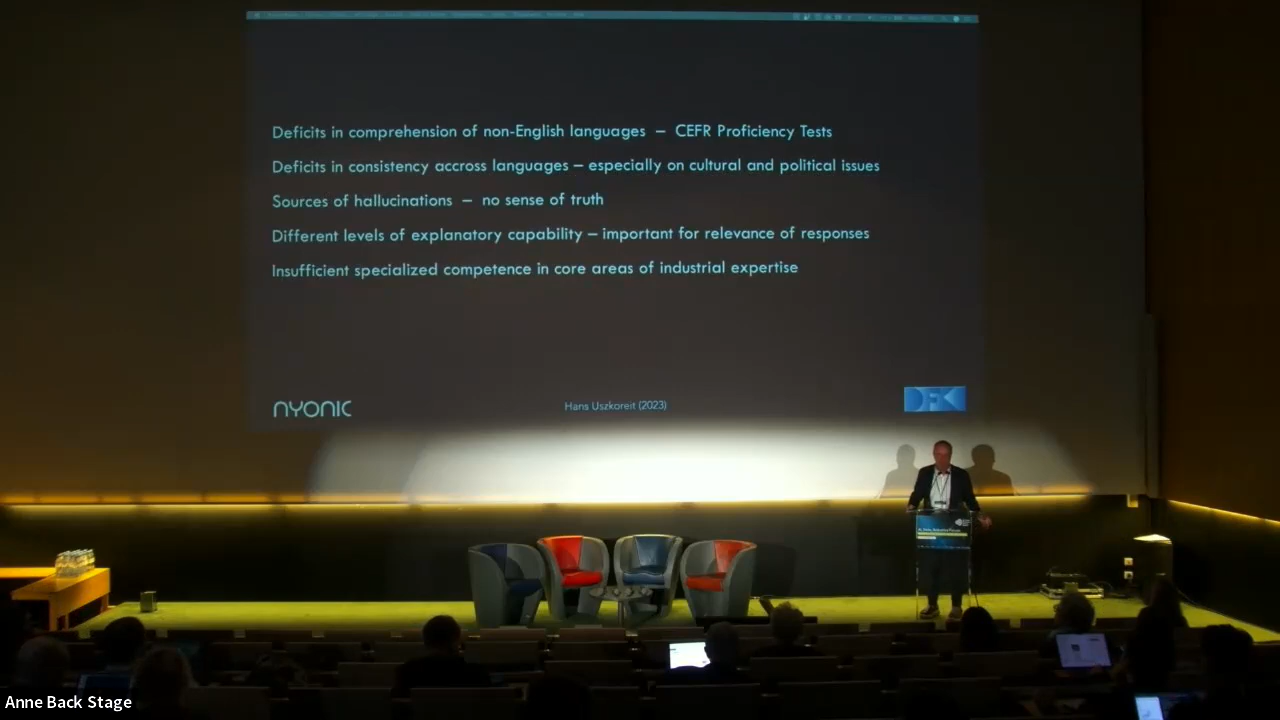 Deficits in comprehension of non-English languages – CEFR Proficiency Tests
Deficits in consistency accross languages – especially on cultural and political issues
Sources of hallucinations – no sense of truth
Different levels of explanatory capability – important for relevance of responses
Insufficient specialized competence in core areas of industrial expertise
NYONIC
Hans Uszkoreit (2023)
DFK
Anne Back Stage